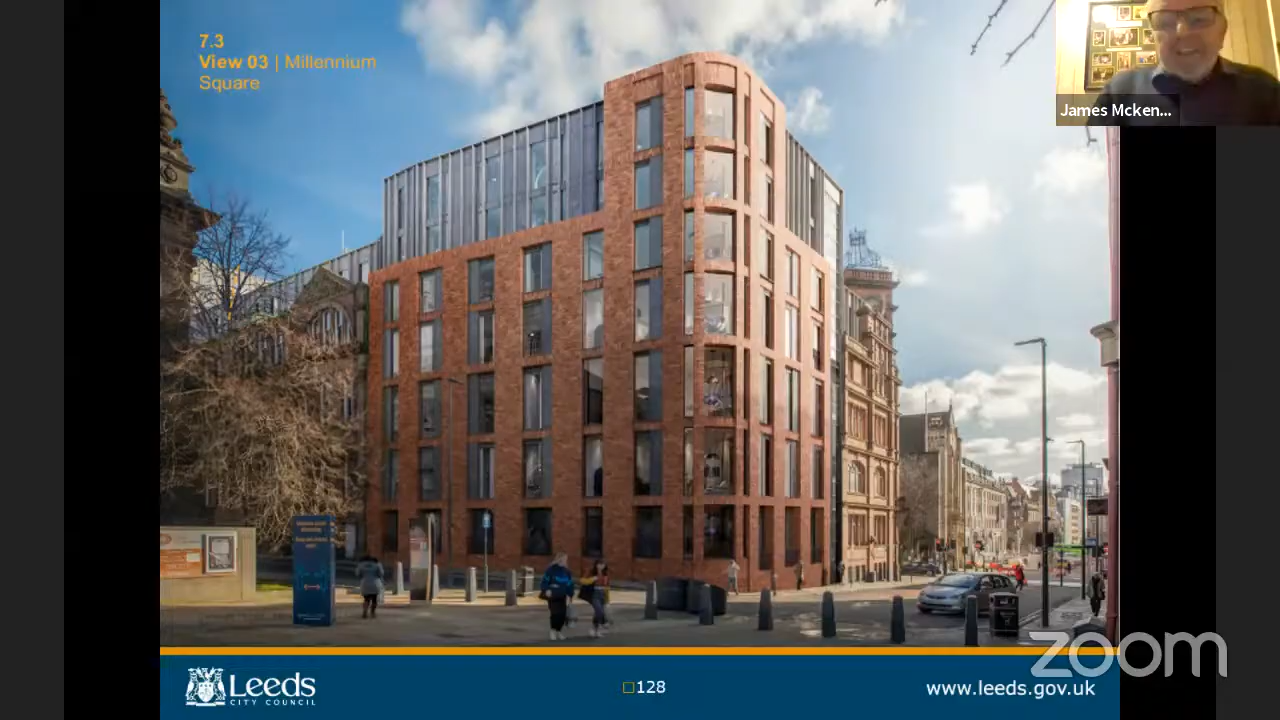 7.3
View 03 | Millennium
Square
James Mcken...
Leeds
CITY COUNCIL
□128
www.leeds.gov.uk
zoom